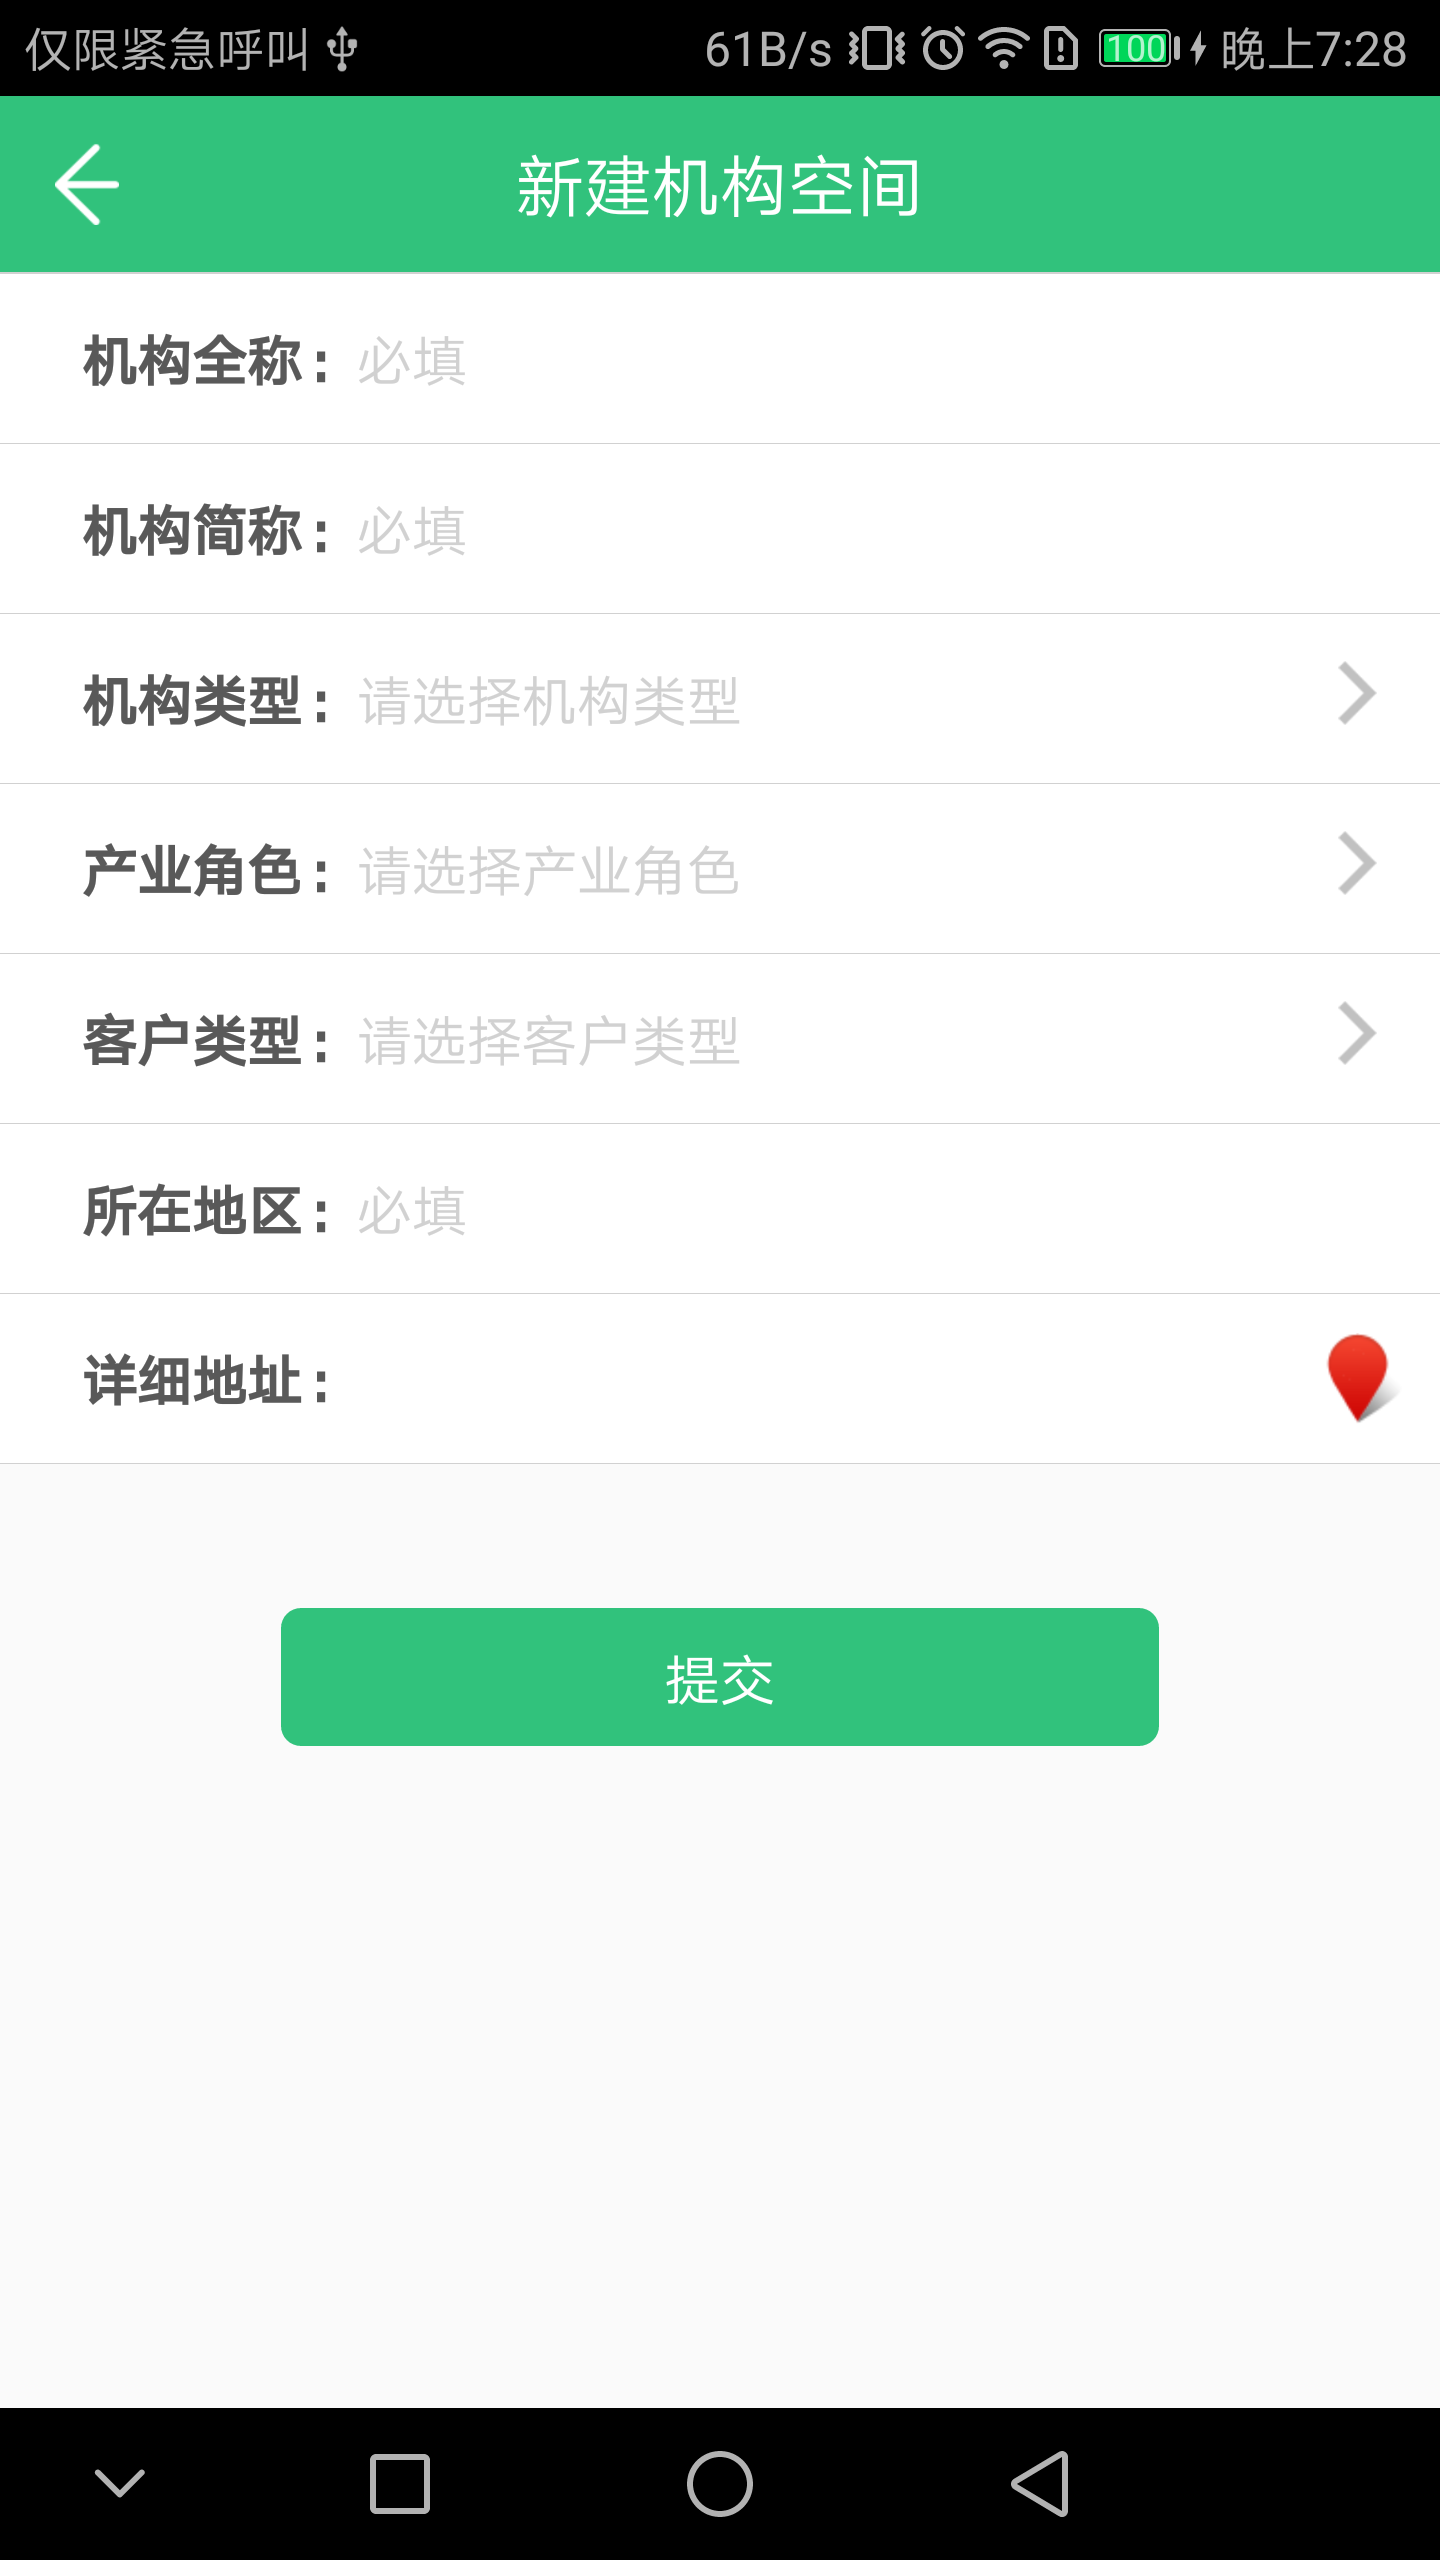 仅限紧急呼叫 61B/s 100 晚上7:28
新建机构空间
机构全称: 必填
机构简称: 必填
机构类型: 请选择机构类型
产业角色: 请选择产业角色
客户类型: 请选择客户类型
所在地区: 必填
详细地址:
提交